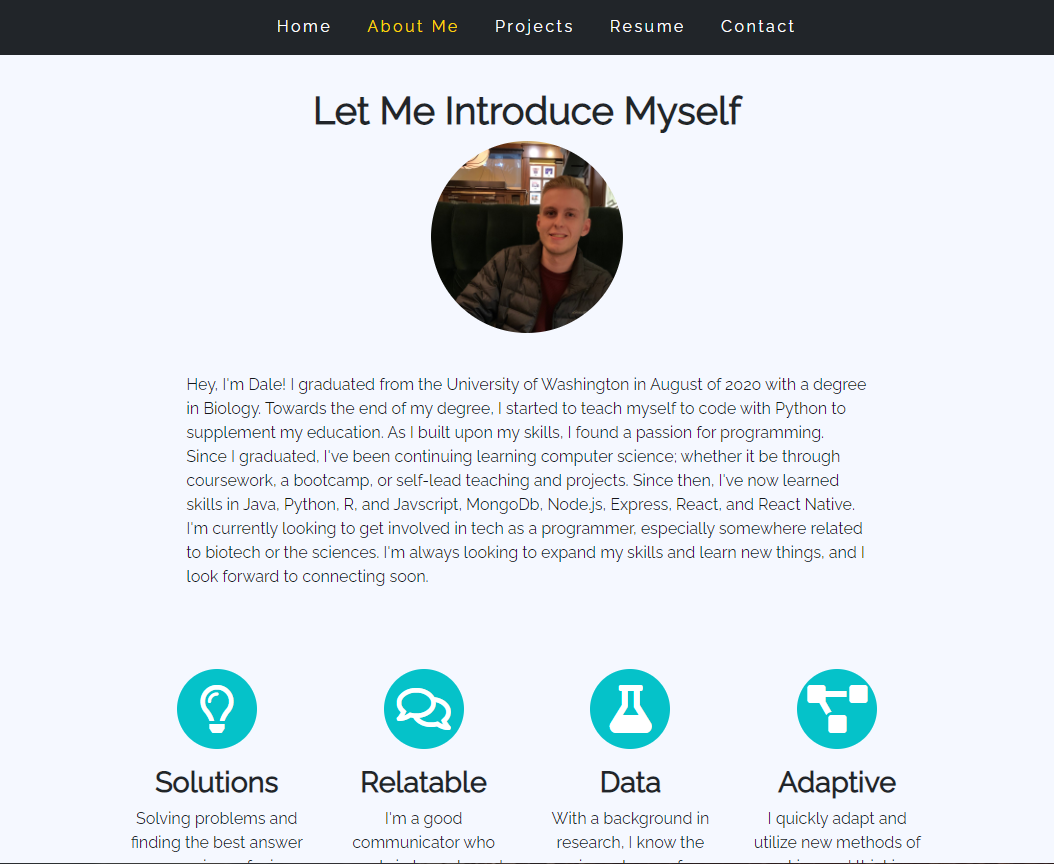 Home About Me Projects Resume Contact
Let Me Introduce Myself
Hey, I'm Dale! I graduated from the University of Washington in August of 2020 with a degree
in Biology. Towards the end of my degree, I started to teach myself to code with Python to
supplement my education. As I built upon my skills, I found a passion for programming.
Since I graduated, I've been continuing learning computer science; whether it be through
coursework, a bootcamp, or self-lead teaching and projects. Since then, I've now learned
skills in Java, Python, R, and Javscript, MongoDb, Node.js, Express, React, and React Native.
I'm currently looking to get involved in tech as a programmer, especially somewhere related
to biotech or the sciences. I'm always looking to expand my skills and learn new things, and I
look forward to connecting soon.
Solutions
Solving problems and
finding the best answer
Relatable
I'm a good
communicator who
Data
With a background in
research, I know the
Adaptive
I quickly adapt and
utilize new methods of